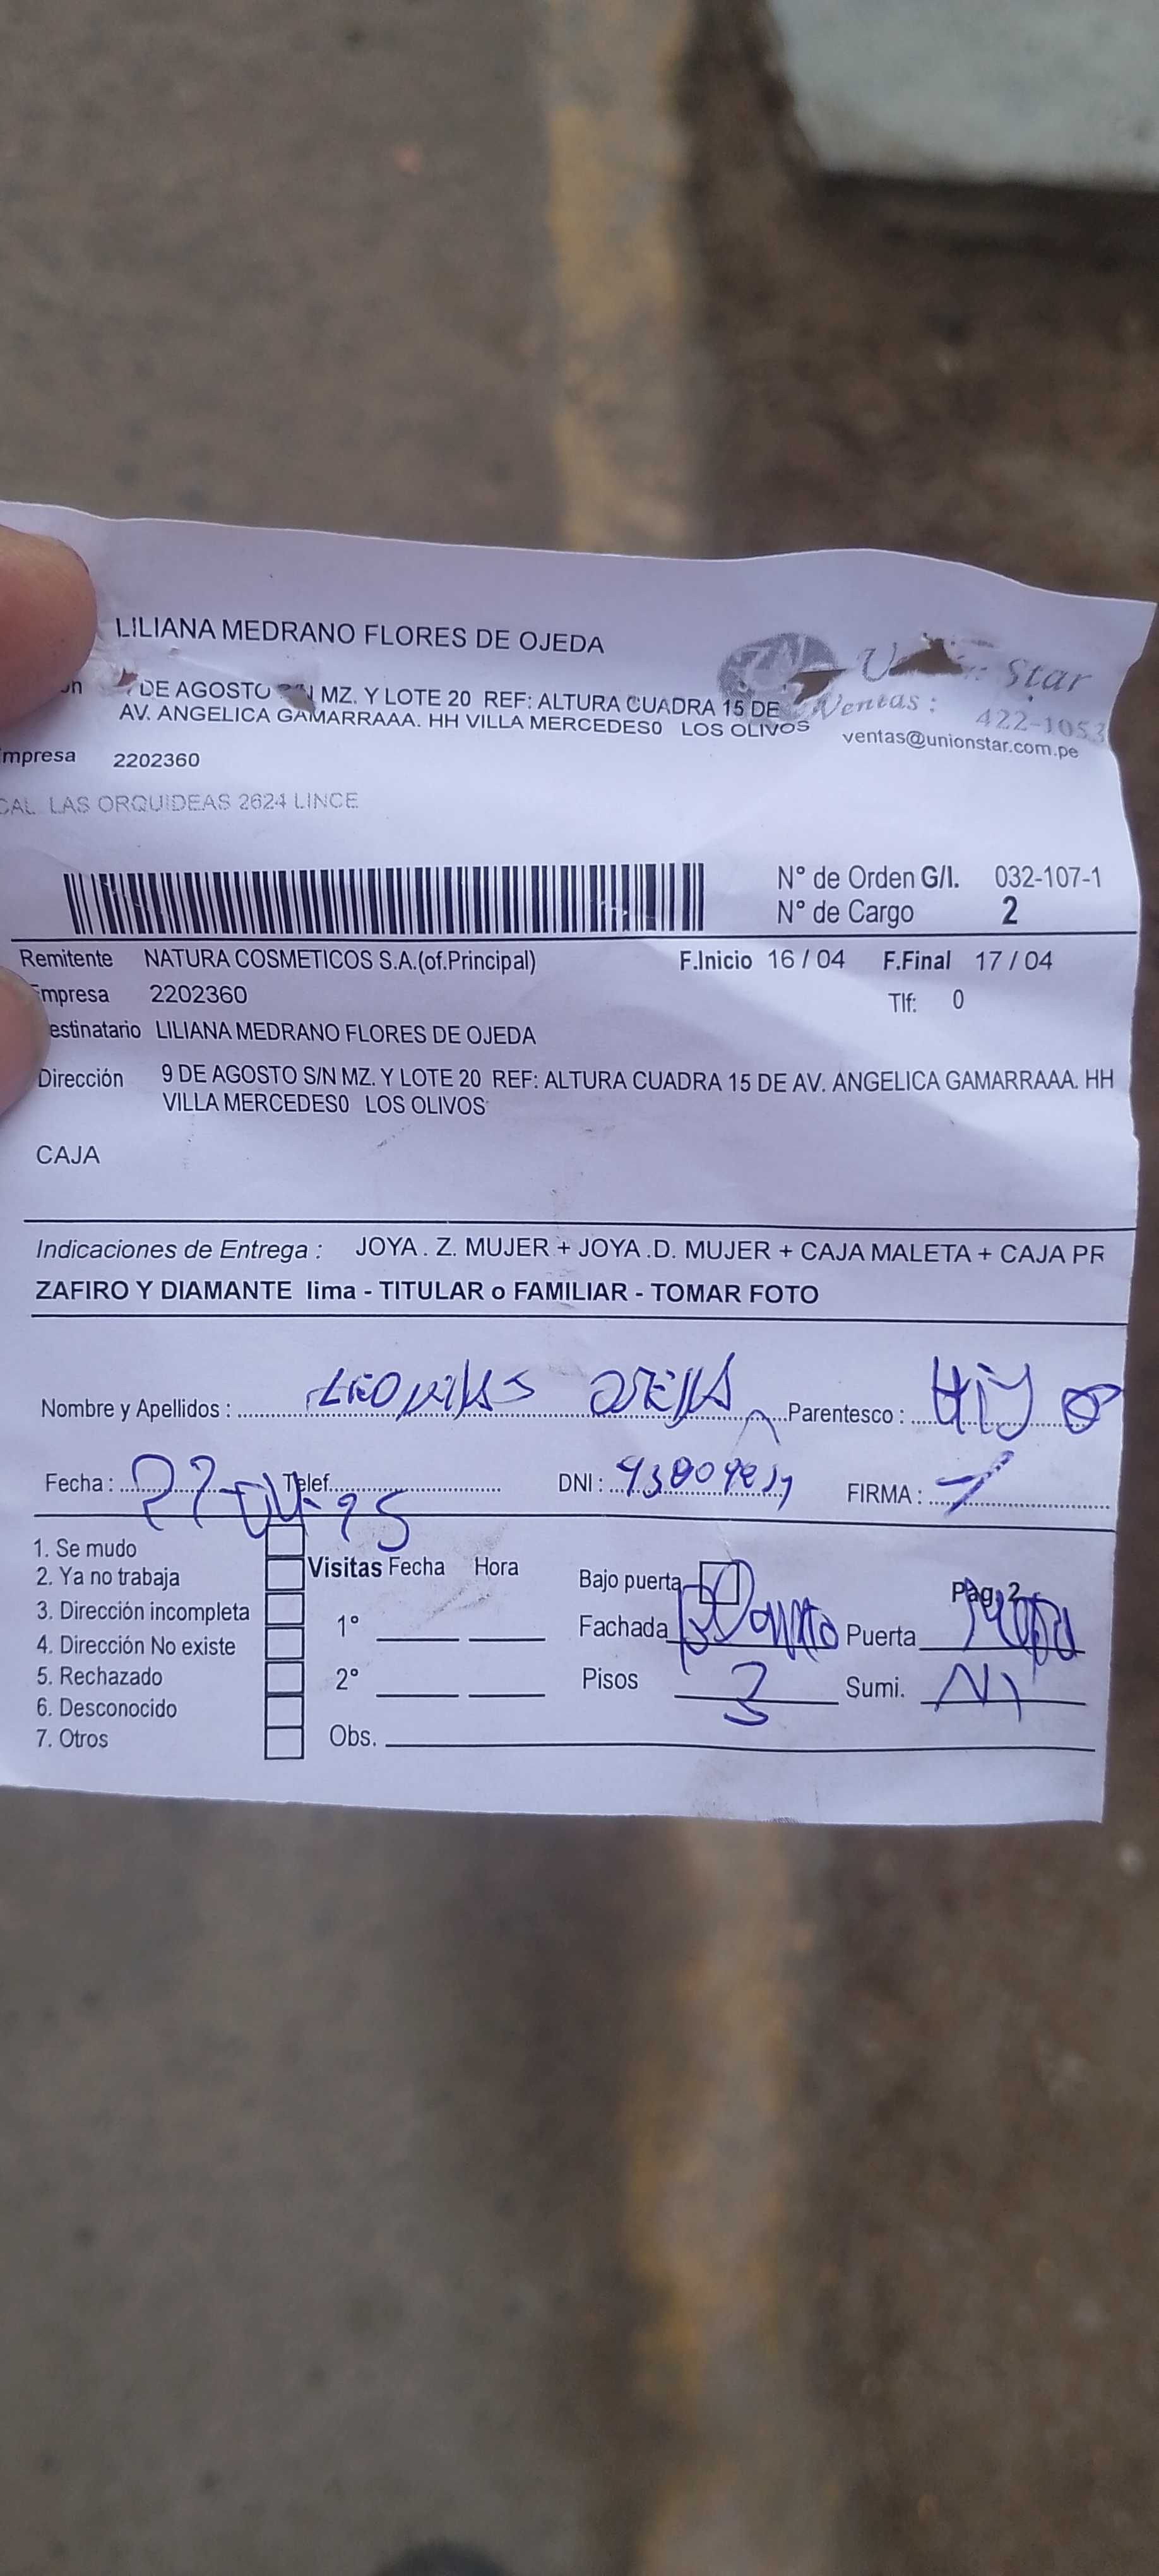 LILIANA MEDRANO FLORES DE OJEDA
Star
DE AGOSTO MZ. Y LOTE 20 REF: ALTURA CUADRA 15 DE
AV. ANGELICA GAMARRAAA. HH VILLA MERCEDES0 LOS OLIVOS
Ventas: 422-1053
ventas@unionstar.com.pe
mpresa 2202360
CAL. LAS ORQUIDEAS 2624 LINCE
N° de Orden G/I. 032-107-1
N° de Cargo 2
Remitente NATURA COSMETICOS S.A.(of.Principal) F.Inicio 16 / 04 F.Final 17 / 04
Empresa 2202360 Tlf: 0
estinatario LILIANA MEDRANO FLORES DE OJEDA
Dirección 9 DE AGOSTO S/N MZ. Y LOTE 20 REF: ALTURA CUADRA 15 DE AV. ANGELICA GAMARRAAA. HH
VILLA MERCEDES0 LOS OLIVOS
CAJA
Indicaciones de Entrega : JOYA . Z. MUJER + JOYA .D. MUJER + CAJA MALETA + CAJA PR
ZAFIRO Y DIAMANTE lima - TITULAR o FAMILIAR - TOMAR FOTO
Nombre y Apellidos : Parentesco : Hijo
Fecha : Telef. DNI : FIRMA :
1. Se mudo
2. Ya no trabaja
3. Dirección incompleta
4. Dirección No existe
5. Rechazado
6. Desconocido
7. Otros
Visitas Fecha Hora
1°
2°
Obs.
Bajo puerta Pag. 2
Fachada Puerta
Pisos 3 Sumi.